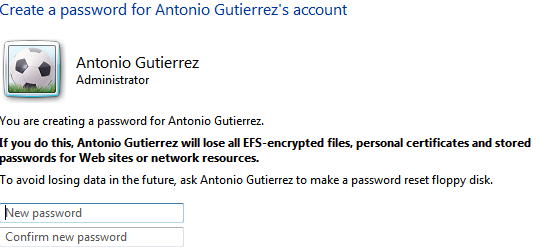 Create a password for Antonio Gutierrez's account
Antonio Gutierrez
Administrator
You are creating a password for Antonio Gutierrez.
If you do this, Antonio Gutierrez will lose all EFS-encrypted files, personal certificates and stored
passwords for Web sites or network resources.
To avoid losing data in the future, ask Antonio Gutierrez to make a password reset floppy disk.
New password
Confirm new password